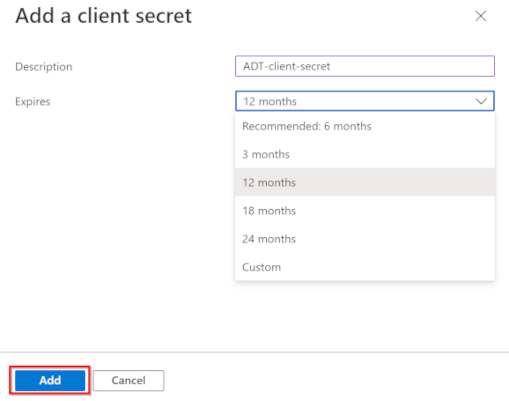 Add a client secret
Description
ADT-client-secret
Expires
12 months
Recommended: 6 months
3 months
12 months
18 months
24 months
Custom
Add
Cancel